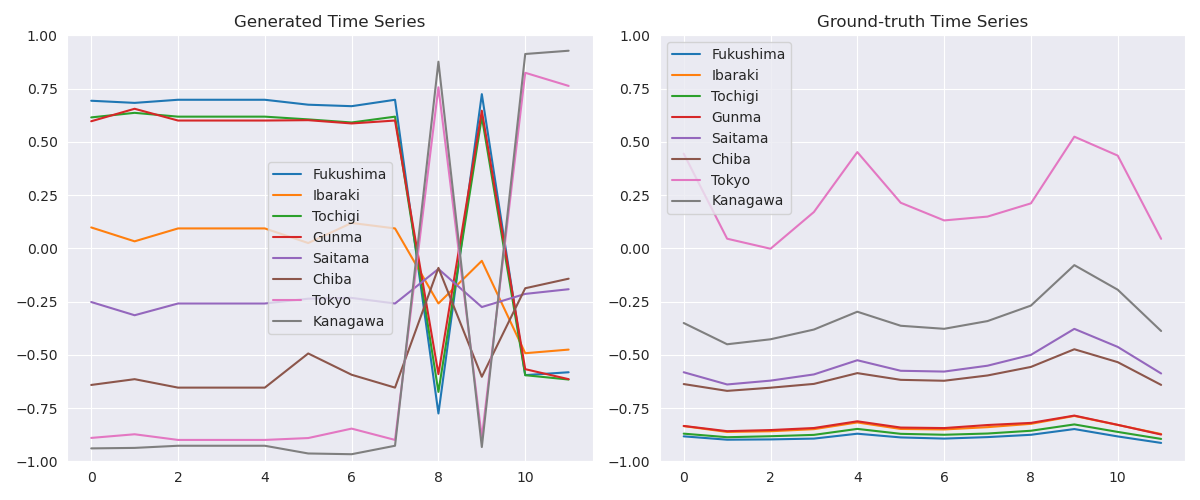 Generated Time Series
1.00
0.75
0.50
0.25
0.00
−0.25
−0.50
−0.75
−1.00
Fukushima
Ibaraki
Tochigi
Gunma
Saitama
Chiba
Tokyo
Kanagawa
0 2 4 6 8 10
Ground-truth Time Series
1.00
0.75
0.50
0.25
0.00
−0.25
−0.50
−0.75
−1.00
Fukushima
Ibaraki
Tochigi
Gunma
Saitama
Chiba
Tokyo
Kanagawa
0 2 4 6 8 10